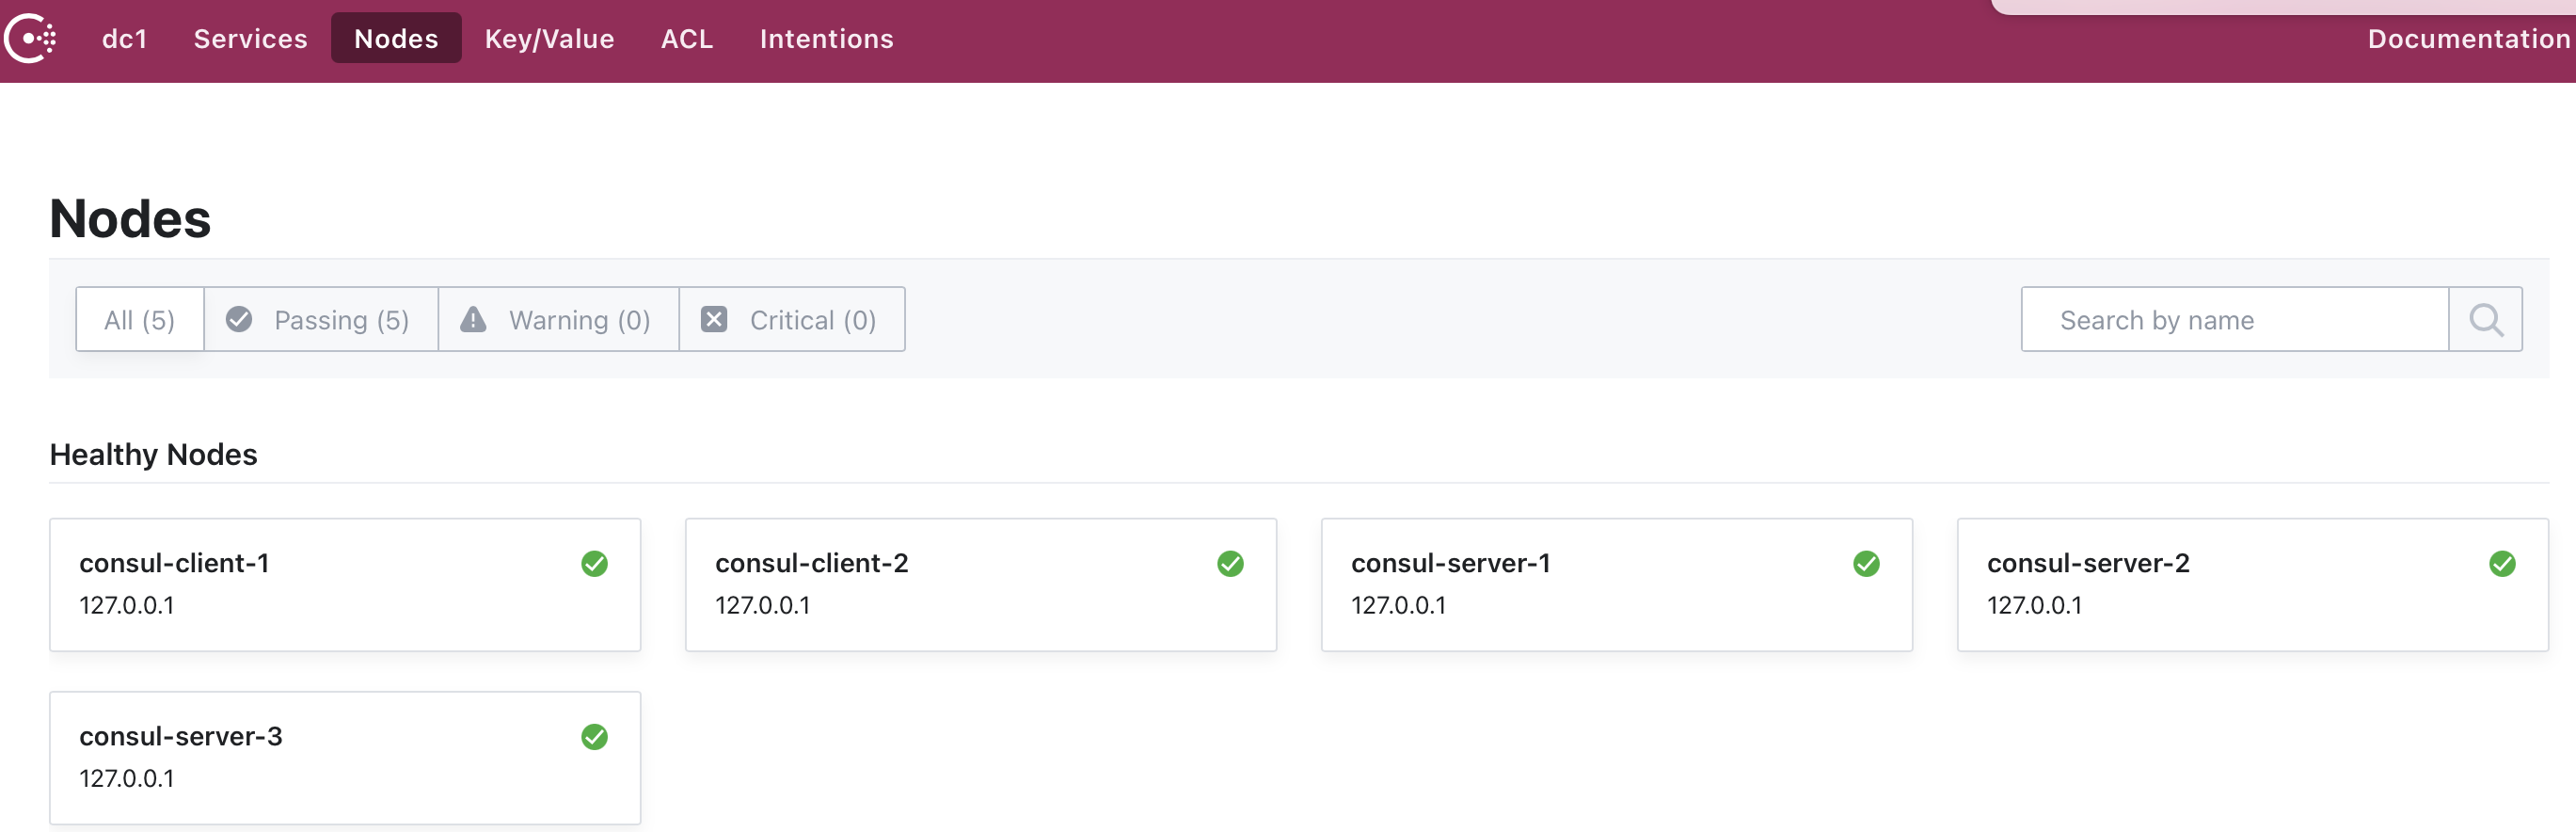 dc1 Services Nodes Key/Value ACL Intentions Documentation
Nodes
All (5) Passing (5) Warning (0) Critical (0) Search by name
Healthy Nodes
consul-client-1 consul-client-2 consul-server-1 consul-server-2
127.0.0.1 127.0.0.1 127.0.0.1 127.0.0.1
consul-server-3
127.0.0.1